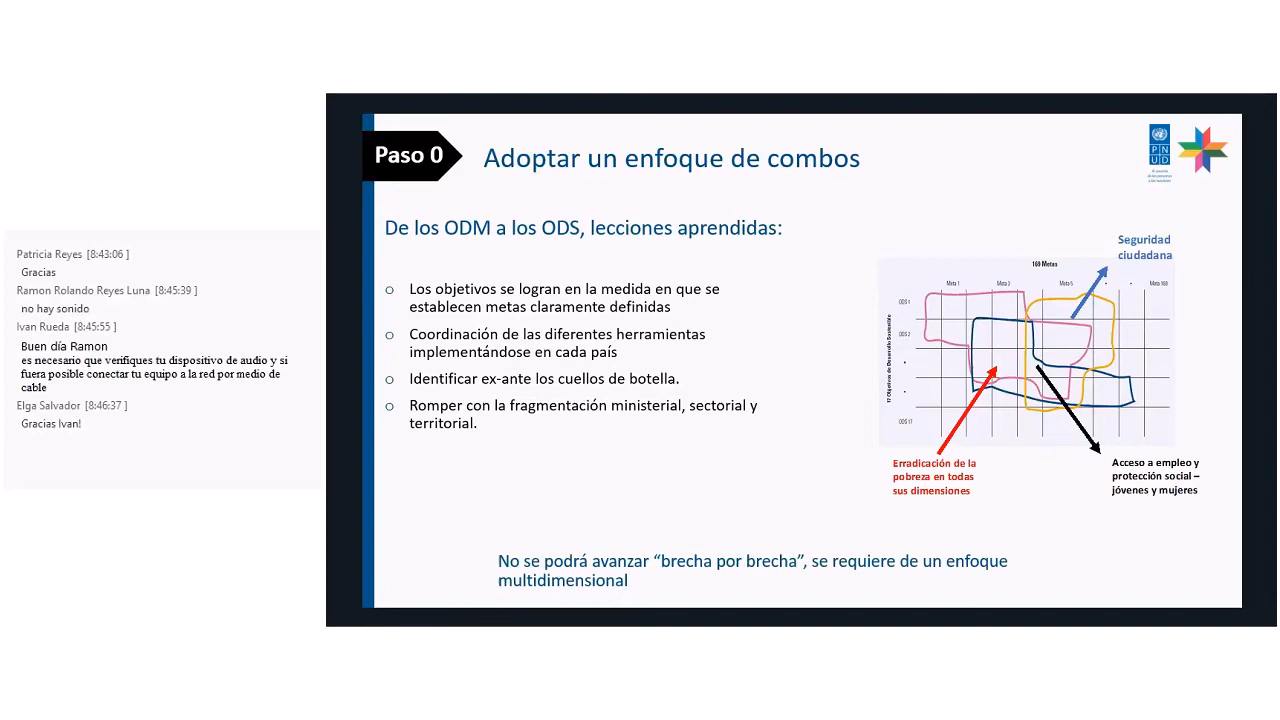 Patricia Reyes [8:43:06 ]
Gracias
Ramon Rolando Reyes Luna [8:45:39 ]
no hay sonido
Ivan Rueda [8:45:55 ]
Buen día Ramon
es necesario que verifiques tu dispositivo de audio y si
fuera posible conectar tu equipo a la red por medio de
cable
Elga Salvador [8:46:37 ]
Gracias Ivan!
Paso 0
Adoptar un enfoque de combos
P N
U D
De los ODM a los ODS, lecciones aprendidas:
o Los objetivos se logran en la medida en que se
establecen metas claramente definidas
o Coordinación de las diferentes herramientas
implementándose en cada país
o Identificar ex-ante los cuellos de botella.
o Romper con la fragmentación ministerial, sectorial y
territorial.
Seguridad
ciudadana
169 Metas
Meta 1
Meta 168
ODS 1
ODS 2
ODS 17
17 Objetivos de Desarrollo Sostenible
Erradicación de la
pobreza en todas
sus dimensiones
Acceso a empleo y
protección social –
jóvenes y mujeres
No se podrá avanzar “brecha por brecha”, se requiere de un enfoque
multidimensional